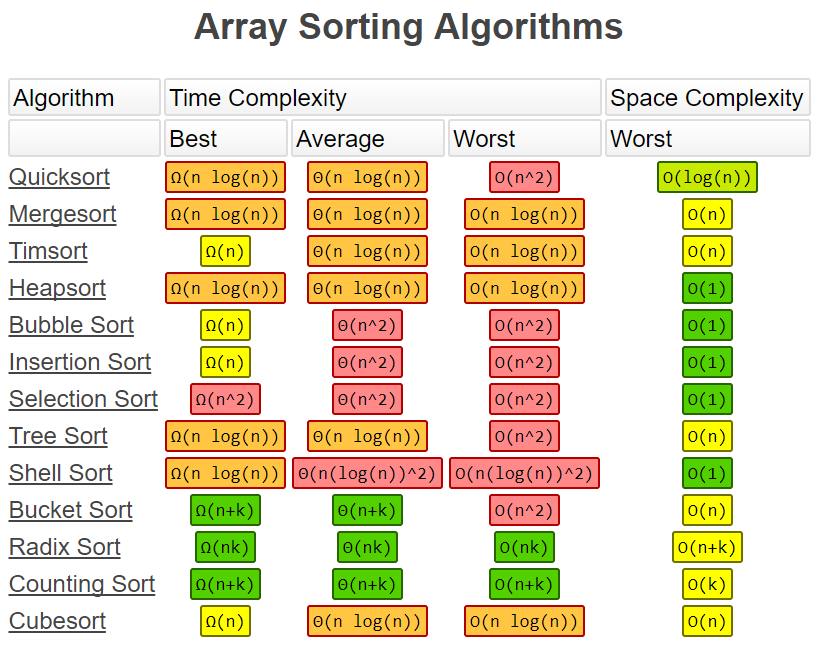 Array Sorting Algorithms
Algorithm Time Complexity Space Complexity
Best Average Worst Worst
Quicksort Ω(n log(n)) Θ(n log(n)) O(n^2) O(log(n))
Mergesort Ω(n log(n)) Θ(n log(n)) O(n log(n)) O(n)
Timsort Ω(n) Θ(n log(n)) O(n log(n)) O(n)
Heapsort Ω(n log(n)) Θ(n log(n)) O(n log(n)) O(1)
Bubble Sort Ω(n) Θ(n^2) O(n^2) O(1)
Insertion Sort Ω(n) Θ(n^2) O(n^2) O(1)
Selection Sort Ω(n^2) Θ(n^2) O(n^2) O(1)
Tree Sort Ω(n log(n)) Θ(n log(n)) O(n^2) O(n)
Shell Sort Ω(n log(n)) Θ(n(log(n))^2) O(n(log(n))^2) O(1)
Bucket Sort Ω(n+k) Θ(n+k) O(n^2) O(n)
Radix Sort Ω(nk) Θ(nk) O(nk) O(n+k)
Counting Sort Ω(n+k) Θ(n+k) O(n+k) O(k)
Cubesort Ω(n) Θ(n log(n)) O(n log(n)) O(n)